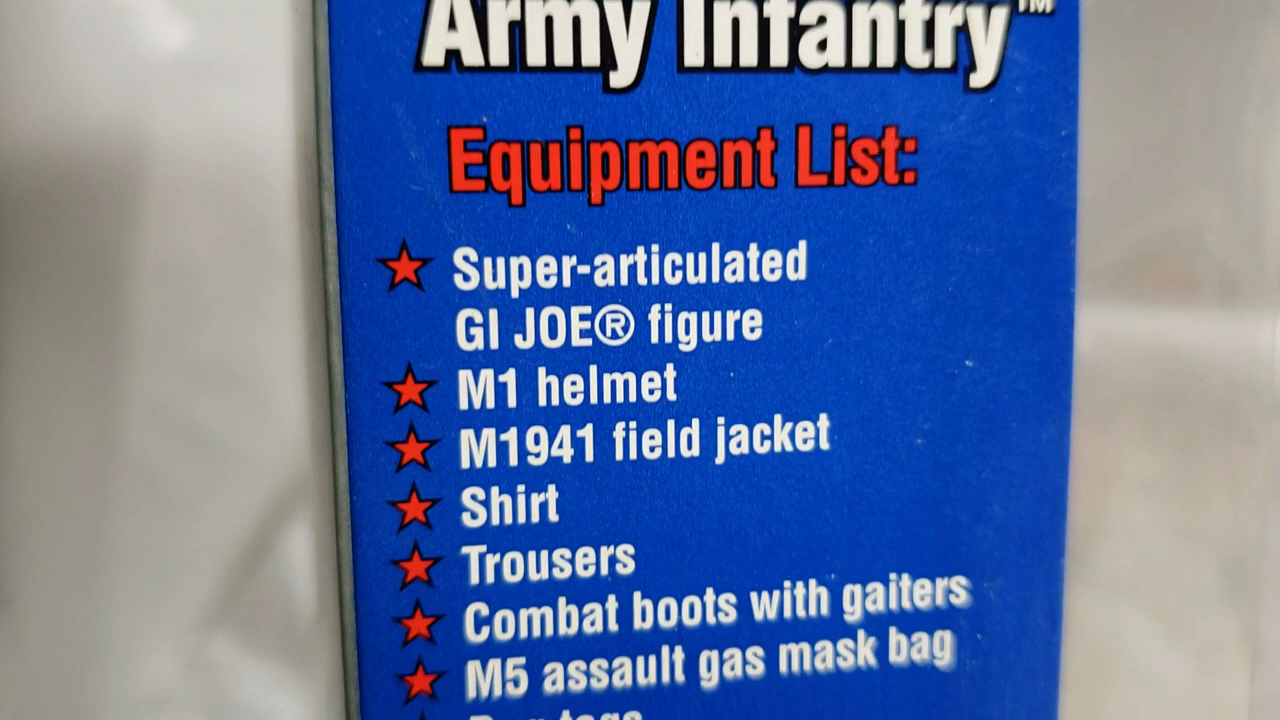 Army Infantry™
Equipment List:
Super-articulated
GI JOE® figure
M1 helmet
M1941 field jacket
Shirt
Trousers
Combat boots with gaiters
M5 assault gas mask bag
tags